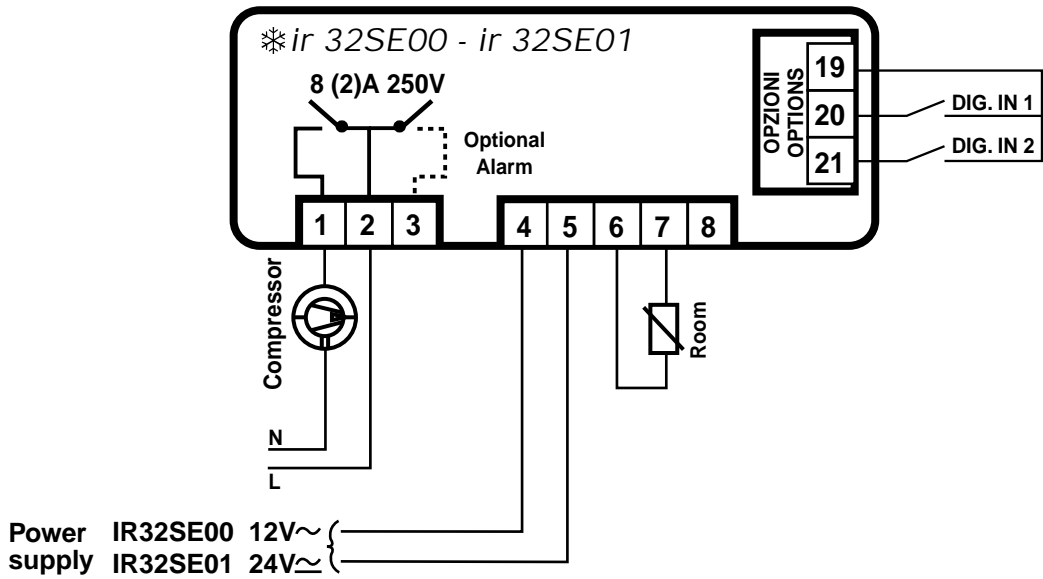 ir 32SE00 - ir 32SE01
8 (2)A 250V
Optional
Alarm
OPZIONI
OPTIONS
19
20
21
DIG. IN 1
DIG. IN 2
1 2 3
4 5 6 7 8
Compressor
Room
N
L
Power supply
IR32SE00 12V~
IR32SE01 24V≂